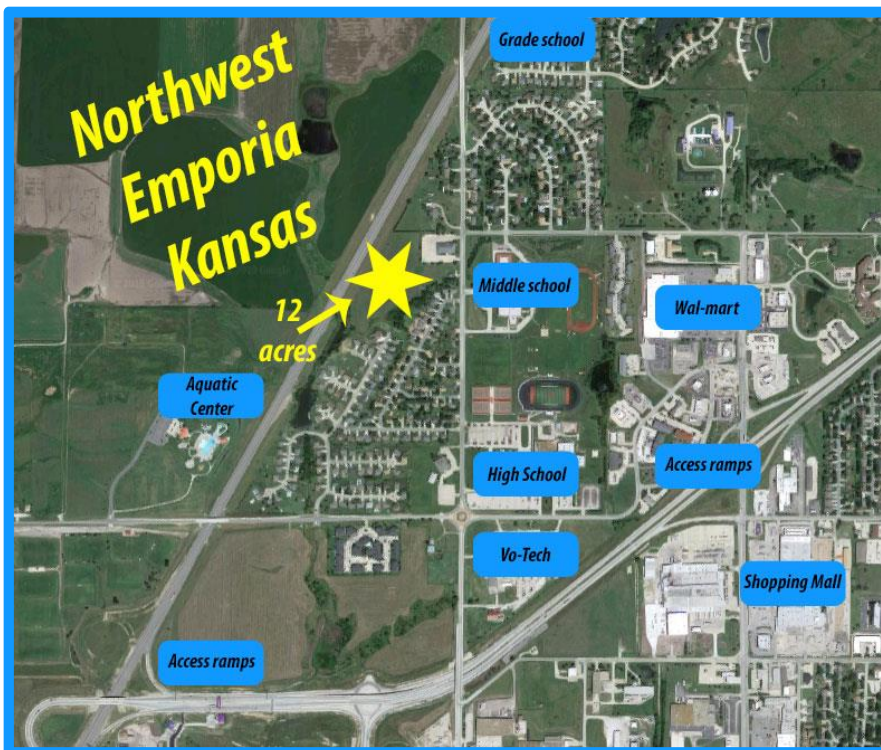 Grade school
Northwest
Emporia
Kansas
12
acres
Middle school
Wal-mart
Aquatic
Center
High School
Access ramps
Vo-Tech
Shopping Mall
Access ramps